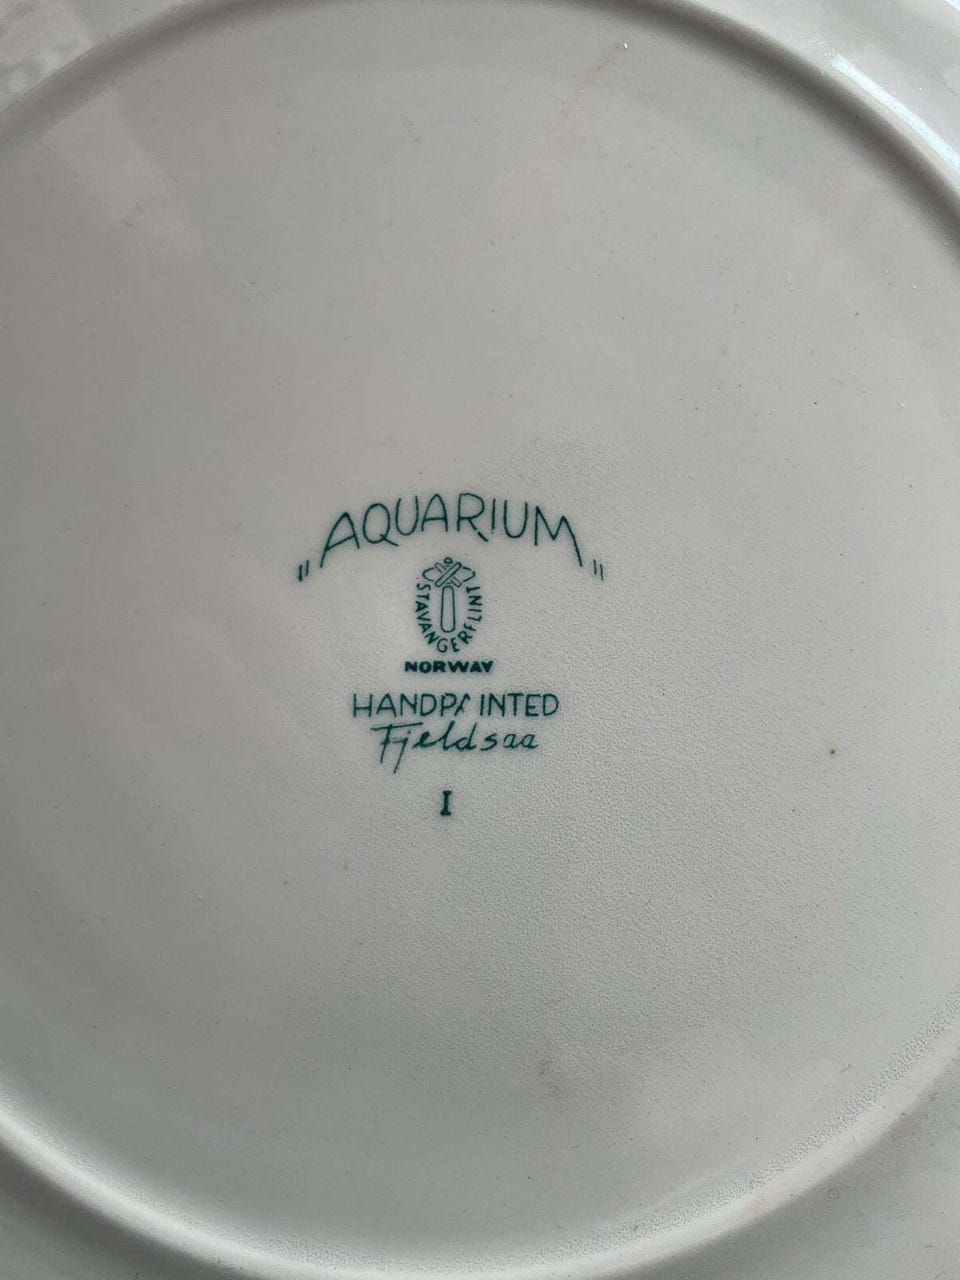 "AQUARIUM"
STAVANGERFLINT
NORWAY
HANDPAINTED
Fjeldsaa
I